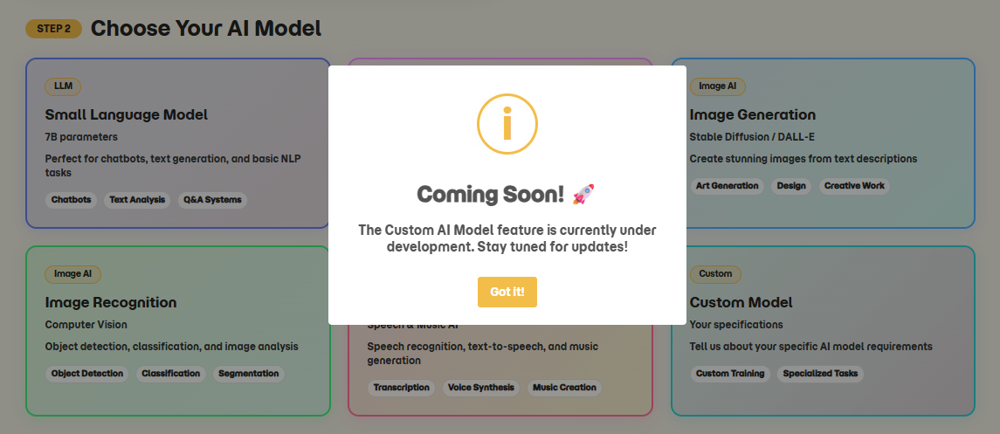 STEP 2 Choose Your AI Model
LLM
Small Language Model
7B parameters
Perfect for chatbots, text generation, and basic NLP
tasks
Chatbots Text Analysis Q&A Systems
Image AI
Image Generation
Stable Diffusion / DALL-E
Create stunning images from text descriptions
Art Generation Design Creative Work
i
Coming Soon! 🚀
The Custom AI Model feature is currently under
development. Stay tuned for updates!
Got it!
Image AI
Image Recognition
Computer Vision
Object detection, classification, and image analysis
Object Detection Classification Segmentation
Speech & Music AI
Speech recognition, text-to-speech, and music
generation
Transcription Voice Synthesis Music Creation
Custom
Custom Model
Your specifications
Tell us about your specific AI model requirements
Custom Training Specialized Tasks